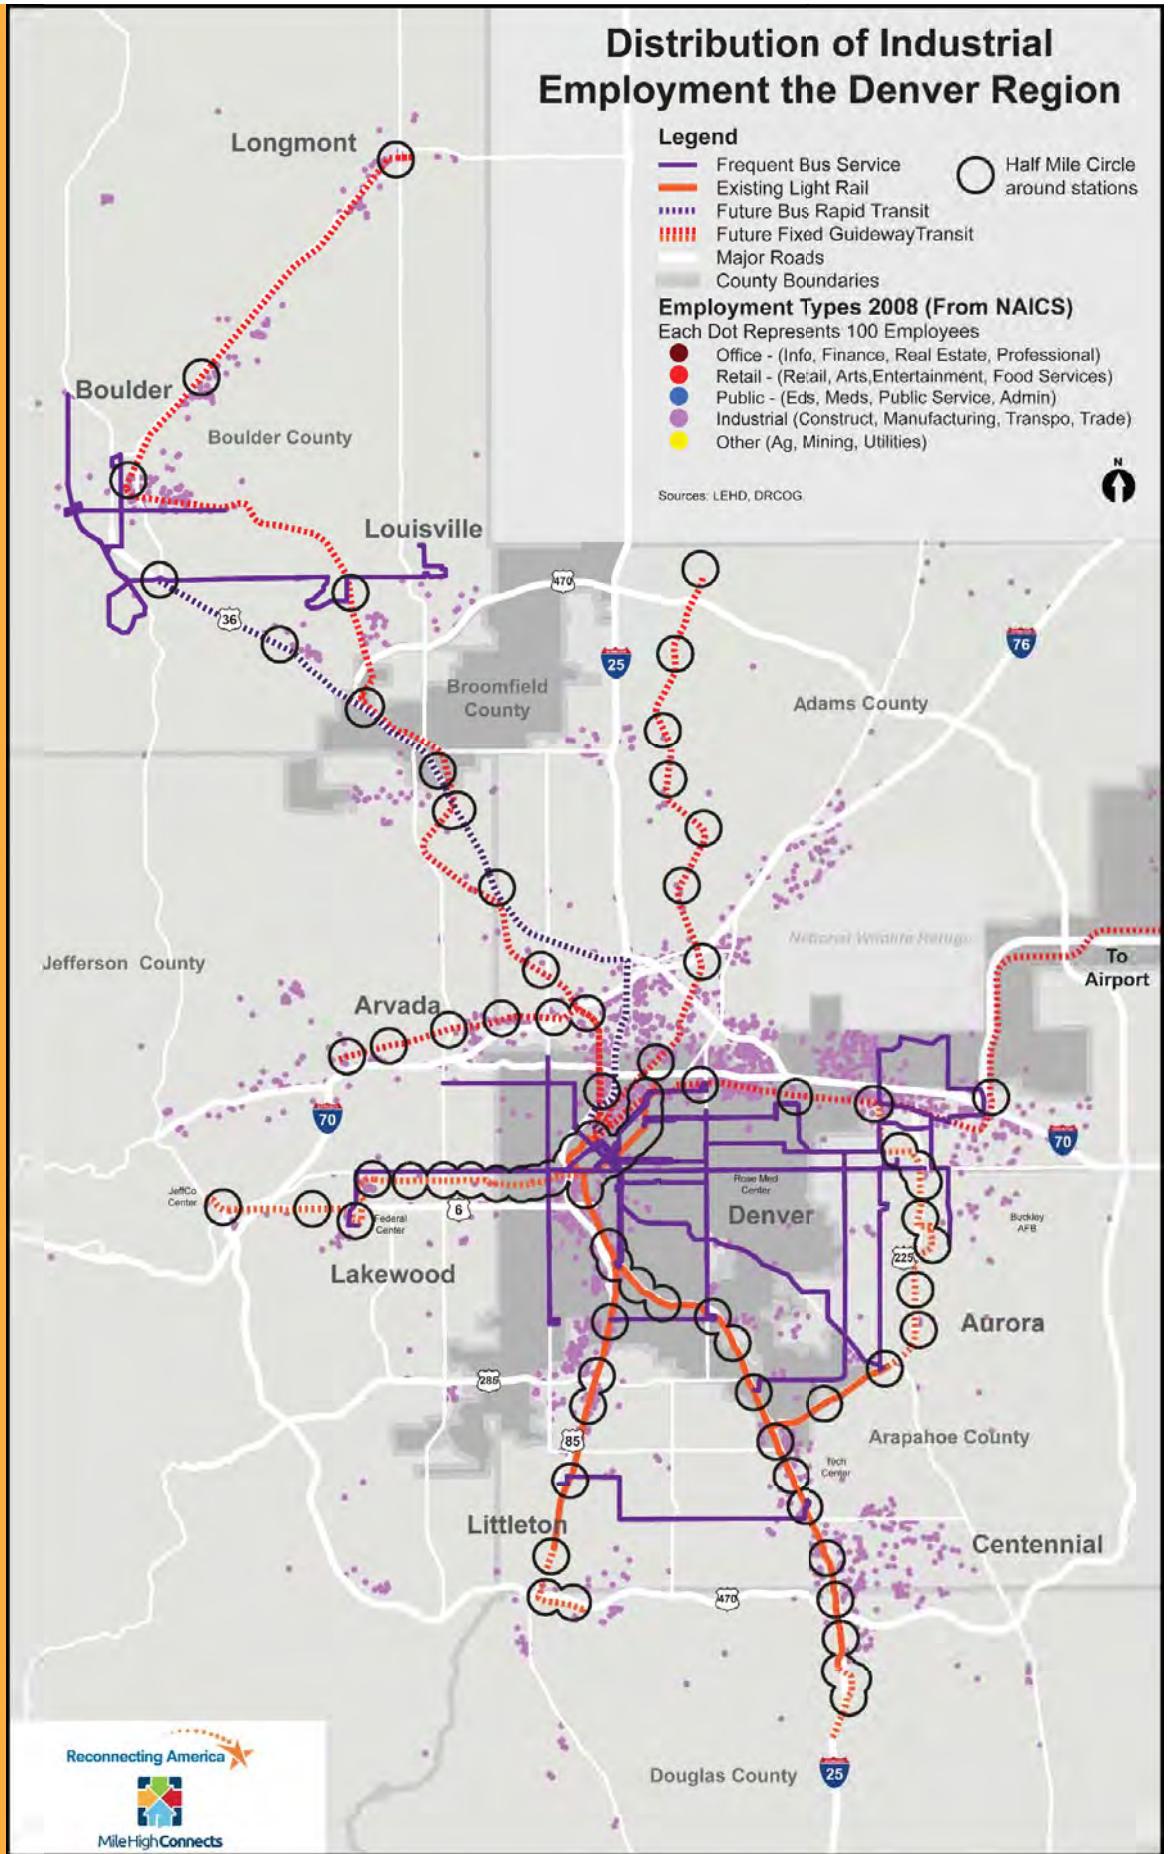 Distribution of Industrial
Employment the Denver Region
Legend
Frequent Bus Service
Existing Light Rail
Future Bus Rapid Transit
Future Fixed GuidewayTransit
Major Roads
County Boundaries
Half Mile Circle
around stations
Employment Types 2008 (From NAICS)
Each Dot Represents 100 Employees
Office - (Info, Finance, Real Estate, Professional)
Retail - (Retail, Arts,Entertainment, Food Services)
Public - (Eds, Meds, Public Service, Admin)
Industrial (Construct, Manufacturing, Transpo, Trade)
Other (Ag, Mining, Utilities)
Sources: LEHD, DRCOG
N
Longmont
Boulder
Boulder County
Louisville
470
36
25
76
Broomfield
County
Adams County
National Wildlife Refuge
Jefferson County
To
Airport
Arvada
70
70
JeffCo
Center
Federal
Center
6
Rose Med
Center
Denver
Buckley
AFB
225
Lakewood
Aurora
285
85
Arapahoe County
Tech
Center
Littleton
Centennial
470
Douglas County
25
Reconnecting America
MileHighConnects